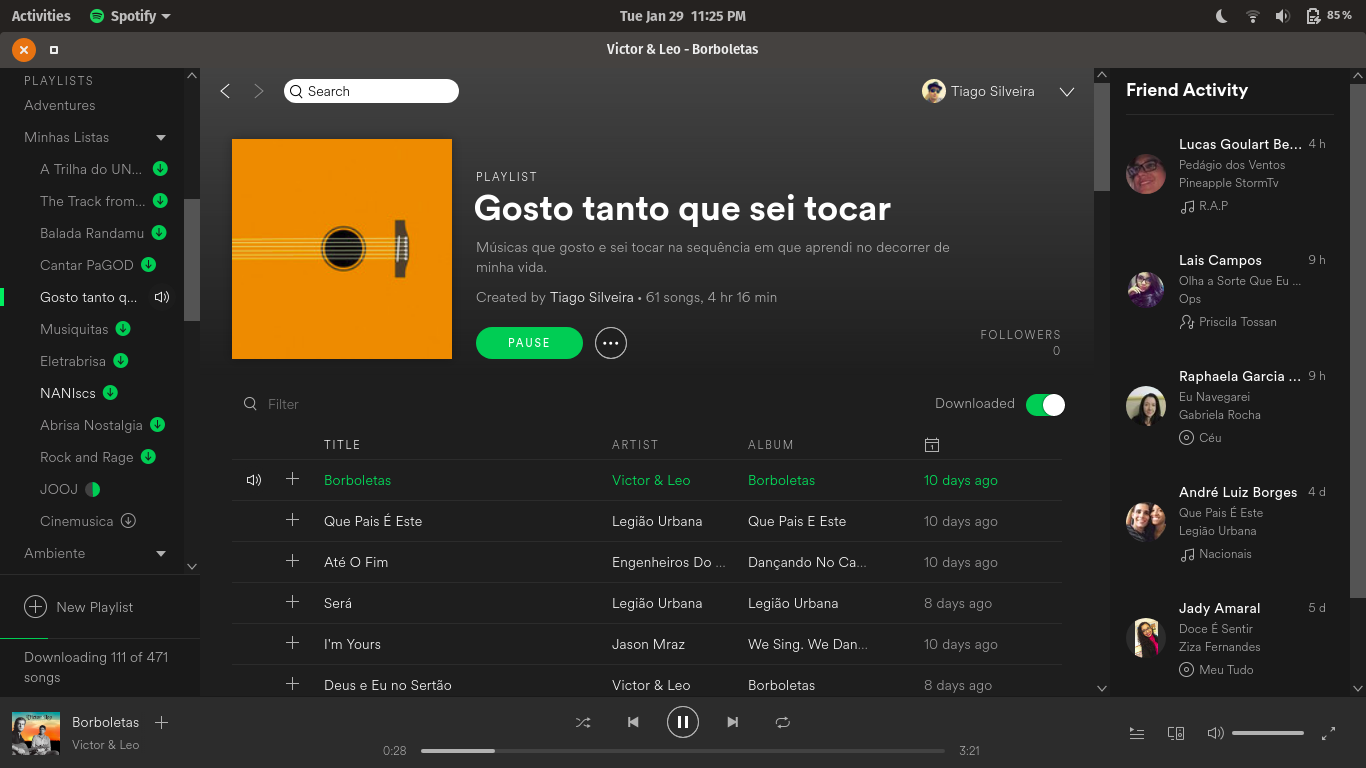 Activities
Spotify
Tue Jan 29 11:25 PM
85 %
Victor & Leo - Borboletas
PLAYLISTS
Adventures
Minhas Listas
A Trilha do UN...
The Track from...
Balada Randamu
Cantar PaGOD
Gosto tanto q...
Musiquitas
Eletrabrisa
NANIscs
Abrisa Nostalgia
Rock and Rage
JOOJ
Cinemusica
Ambiente
New Playlist
Downloading 111 of 471
songs
Search
Tiago Silveira
PLAYLIST
Gosto tanto que sei tocar
Músicas que gosto e sei tocar na sequência em que aprendi no decorrer de
minha vida.
Created by Tiago Silveira • 61 songs, 4 hr 16 min
PAUSE
FOLLOWERS
0
Filter
Downloaded
TITLE ARTIST ALBUM
Borboletas Victor & Leo Borboletas 10 days ago
Que Pais É Este Legião Urbana Que Pais E Este 10 days ago
Até O Fim Engenheiros Do ... Dançando No Ca... 10 days ago
Será Legião Urbana Legião Urbana 8 days ago
I'm Yours Jason Mraz We Sing. We Dan... 10 days ago
Deus e Eu no Sertão Victor & Leo Borboletas 8 days ago
Friend Activity
Lucas Goulart Be... 4 h
Pedágio dos Ventos
Pineapple StormTv
R.A.P
Lais Campos 9 h
Olha a Sorte Que Eu ...
Ops
Priscila Tossan
Raphaela Garcia ... 9 h
Eu Navegarei
Gabriela Rocha
Céu
André Luiz Borges 4 d
Que Pais É Este
Legião Urbana
Nacionais
Jady Amaral 5 d
Doce É Sentir
Ziza Fernandes
Meu Tudo
Borboletas
Victor & Leo
0:28
3:21